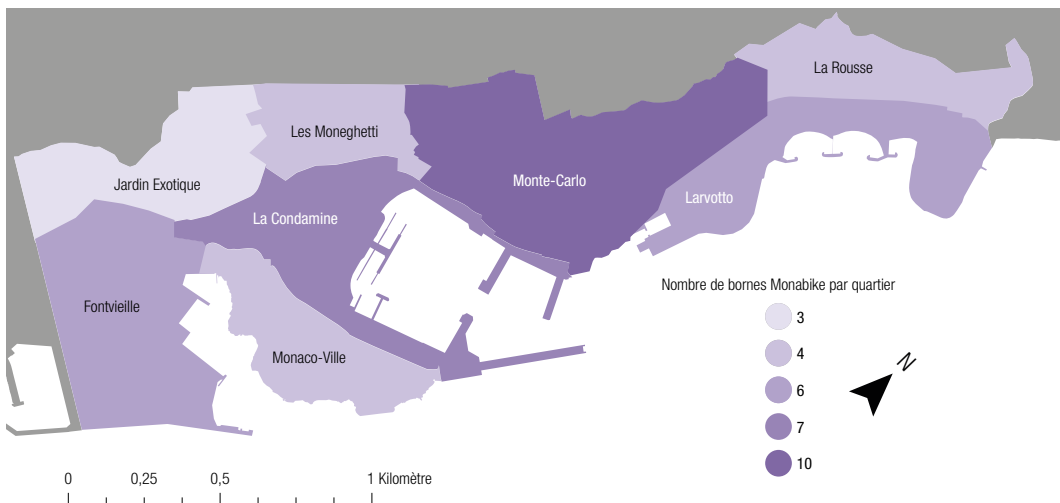 La Rousse
Les Moneghetti
Jardin Exotique
Monte-Carlo
Larvotto
La Condamine
Fontvieille
Monaco-Ville
Nombre de bornes Monabike par quartier
3
4
6
7
10
N
0 0,25 0,5 1 Kilomètre